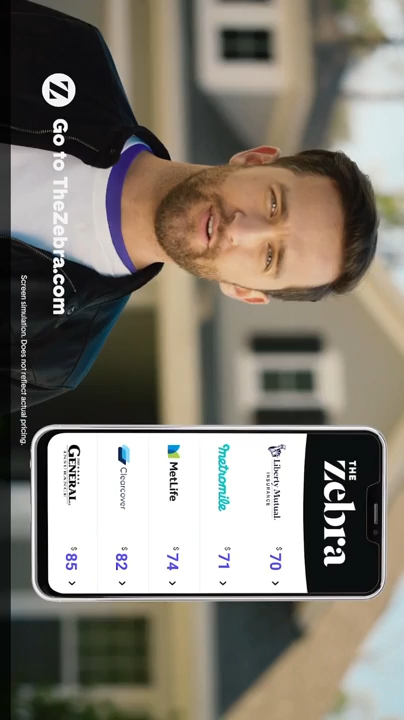 THE
Zebra
Liberty Mutual.
INSURANCE
$70 >
metromile
$71 >
MetLife
$74 >
Clearcover
$82 >
THE
GENERAL
INSURANCE
$85 >
Z Go to TheZebra.com
Screen simulation. Does not reflect actual pricing.